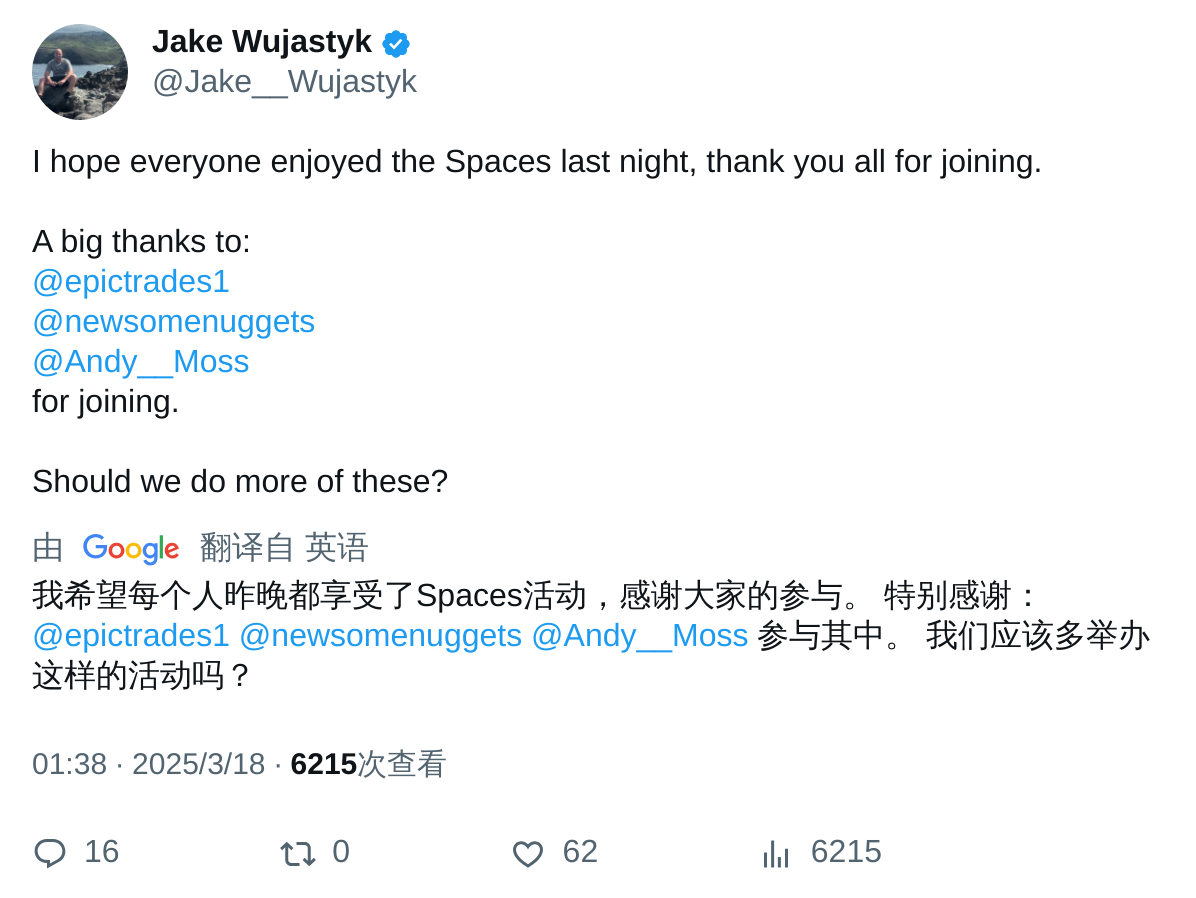 Jake Wujastyk
@Jake__Wujastyk
I hope everyone enjoyed the Spaces last night, thank you all for joining.
A big thanks to:
@epictrades1
@newsomenuggets
@Andy__Moss
for joining.
Should we do more of these?
由 Google 翻译自 英语
我希望每个人昨晚都享受了Spaces活动，感谢大家的参与。 特别感谢：
@epictrades1 @newsomenuggets @Andy__Moss 参与其中。 我们应该多举办
这样的活动吗？
01:38 · 2025/3/18 · 6215次查看
16 0 62 6215